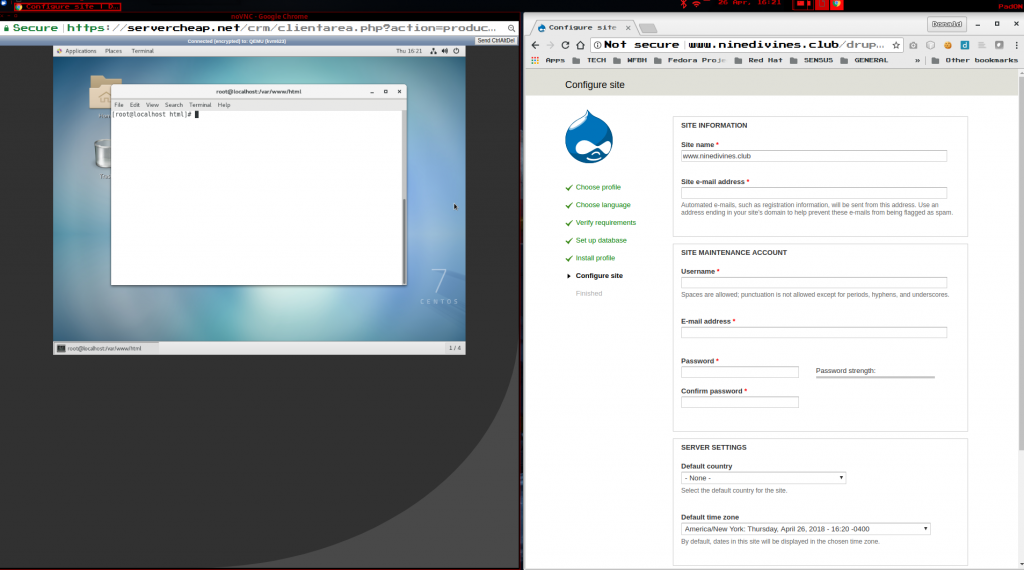 Configure site | D
26 Apr, 16:21
noVNC - Google Chrome
Secure | https://servercheap.net/crm/clientarea.php?action=produc...
Connected (encrypted) to: QEMU
Send CtrlAltDel
Applications Places Terminal
Thu 16:21
root@localhost:/var/www/html
File Edit View Search Terminal Help
[root@localhost html]#
7
CENTOS
root@localhost:/var/www/html
1 / 4
Configure site
Not secure | www.ninedivines.club/drup...
Apps TECH WFBH Fedora Proje Red Hat SENSUS GENERAL » Other bookmarks
Configure site
Choose profile
Choose language
Verify requirements
Set up database
Install profile
Configure site
Finished
SITE INFORMATION
Site name *
www.ninedivines.club
Site e-mail address *
Automated e-mails, such as registration information, will be sent from this address. Use an
address ending in your site's domain to help prevent these e-mails from being flagged as spam.
SITE MAINTENANCE ACCOUNT
Username *
Spaces are allowed; punctuation is not allowed except for periods, hyphens, and underscores.
E-mail address *
Password *
Password strength:
Confirm password *
SERVER SETTINGS
Default country
- None -
Select the default country for the site.
Default time zone
America/New York: Thursday, April 26, 2018 - 16:20 -0400
By default, dates in this site will be displayed in the chosen time zone.